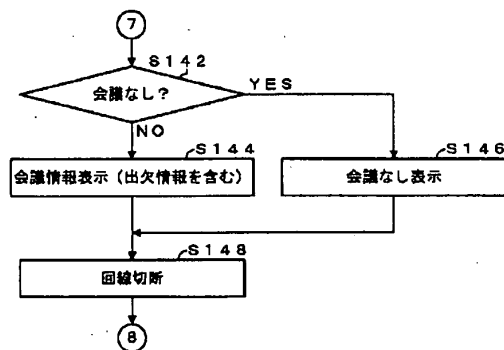 7
S142
会議なし?
YES
NO
S144
会議情報表示(出欠情報を含む)
S146
会議なし表示
S148
回線切断
8